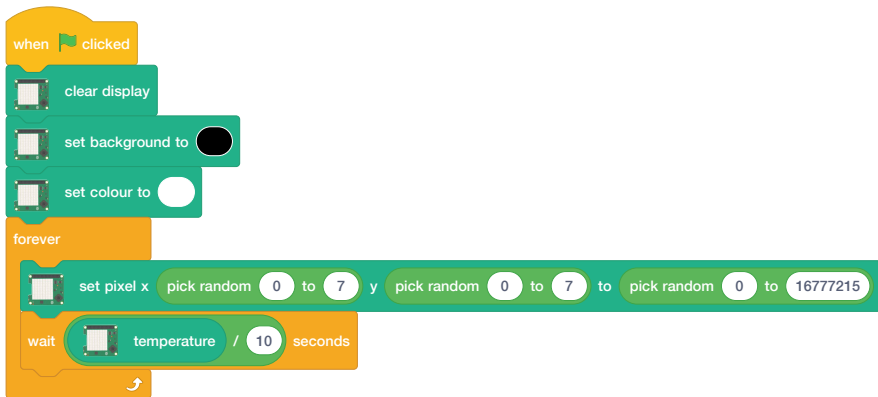 when clicked
clear display
set background to
set colour to
forever
set pixel x pick random 0 to 7 y pick random 0 to 7 to pick random 0 to 16777215
wait temperature / 10 seconds